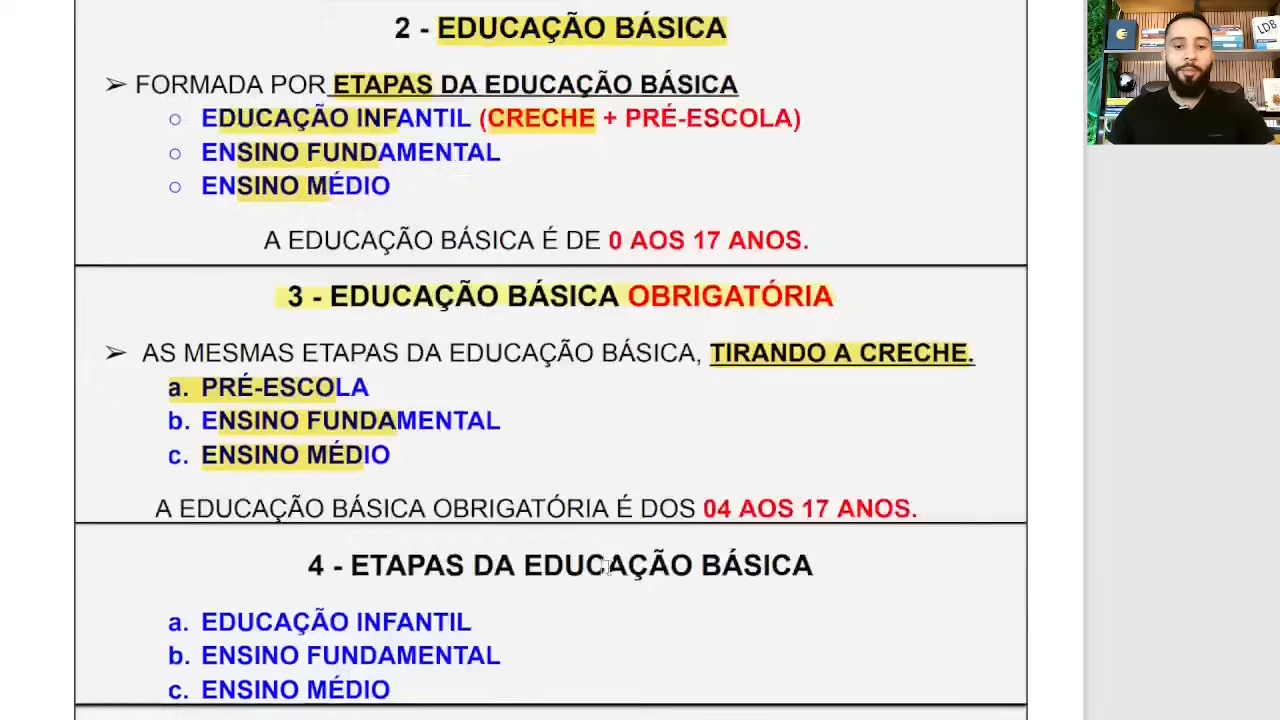 2 - EDUCAÇÃO BÁSICA
➢ FORMADA POR ETAPAS DA EDUCAÇÃO BÁSICA
○ EDUCAÇÃO INFANTIL (CRECHE + PRÉ-ESCOLA)
○ ENSINO FUNDAMENTAL
○ ENSINO MÉDIO
A EDUCAÇÃO BÁSICA É DE 0 AOS 17 ANOS.
3 - EDUCAÇÃO BÁSICA OBRIGATÓRIA
➢ AS MESMAS ETAPAS DA EDUCAÇÃO BÁSICA, TIRANDO A CRECHE.
a. PRÉ-ESCOLA
b. ENSINO FUNDAMENTAL
c. ENSINO MÉDIO
A EDUCAÇÃO BÁSICA OBRIGATÓRIA É DOS 04 AOS 17 ANOS.
4 - ETAPAS DA EDUCAÇÃO BÁSICA
a. EDUCAÇÃO INFANTIL
b. ENSINO FUNDAMENTAL
c. ENSINO MÉDIO
LDB